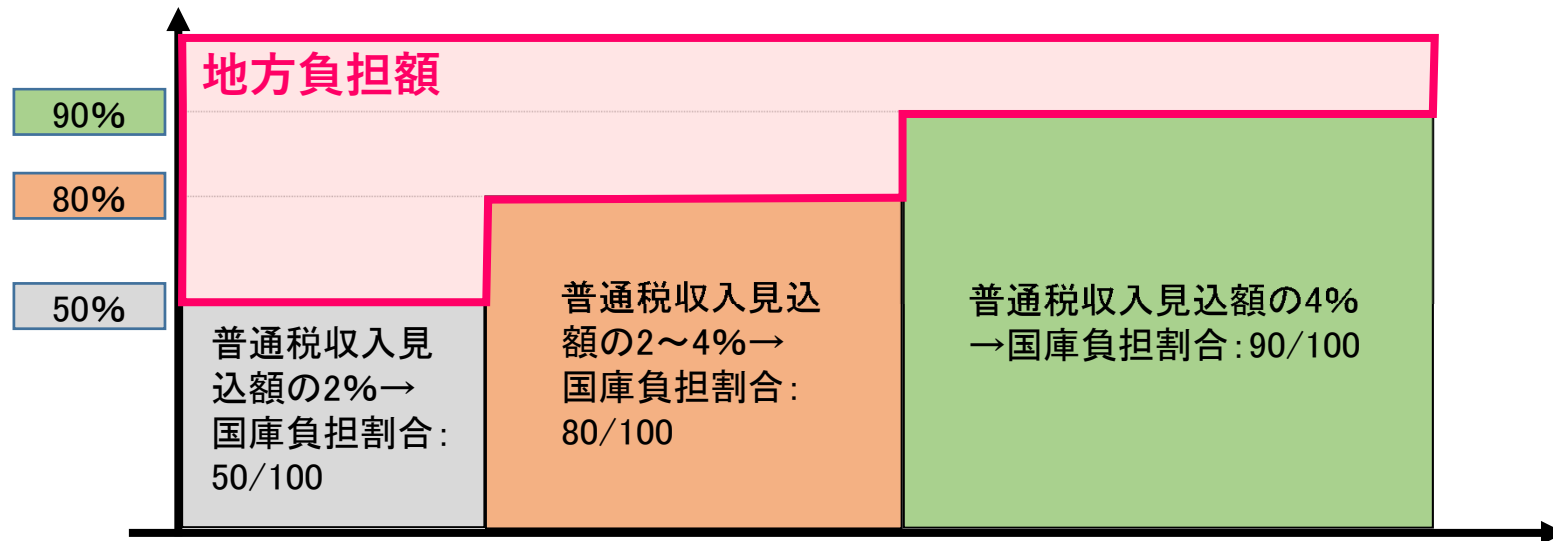 地方負担額
90%
80%
50%
普通税収入見
込額の2%→
国庫負担割合：
50/100
普通税収入見込
額の2～4%→
国庫負担割合：
80/100
普通税収入見込額の4%
→国庫負担割合：90/100